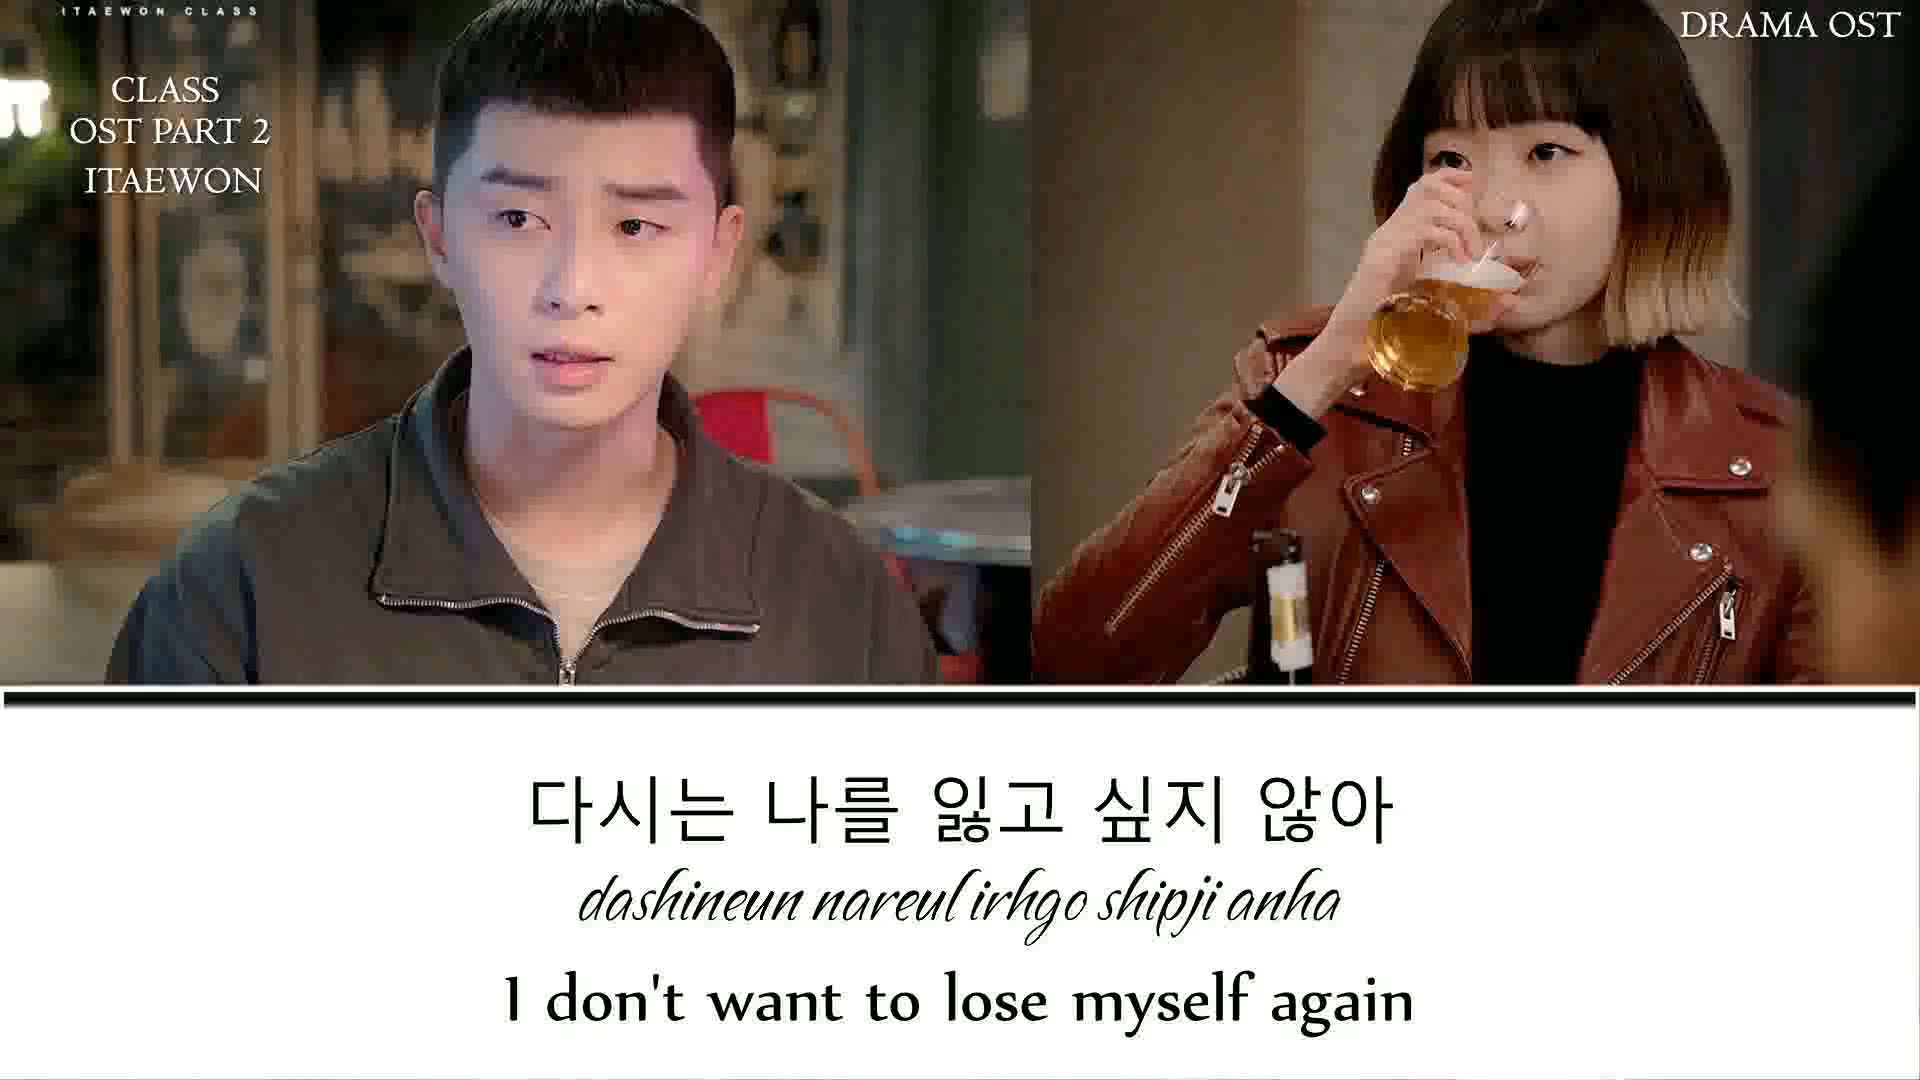 ITAEWON CLASS
DRAMA OST
CLASS
OST PART 2
ITAEWON
다시는 나를 잃고 싶지 않아
dashineun nareul irhgo shipji anha
I don't want to lose myself again